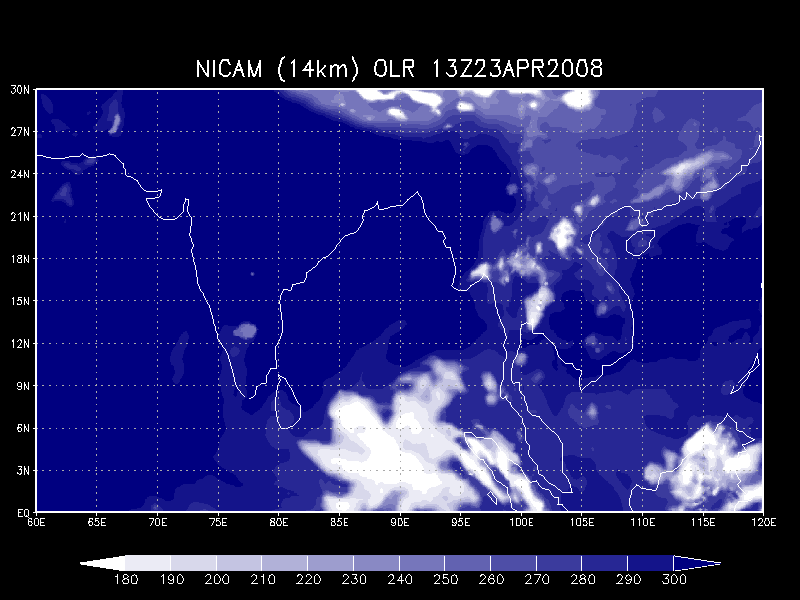 NICAM (14km) OLR 13Z23APR2008
30N
27N
24N
21N
18N
15N
12N
9N
6N
3N
EQ
60E 65E 70E 75E 80E 85E 90E 95E 100E 105E 110E 115E 120E
180 190 200 210 220 230 240 250 260 270 280 290 300